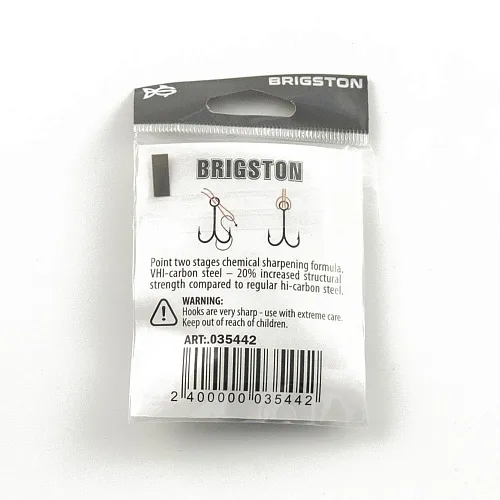 BRIGSTON
BRIGSTON
Point two stages chemical sharpening formula.
VHI-carbon steel – 20% increased structural
strength compared to regular hi-carbon steel.
WARNING:
Hooks are very sharp - use with extreme care.
Keep out of reach of children.
ART:.035442
2 400000 035442